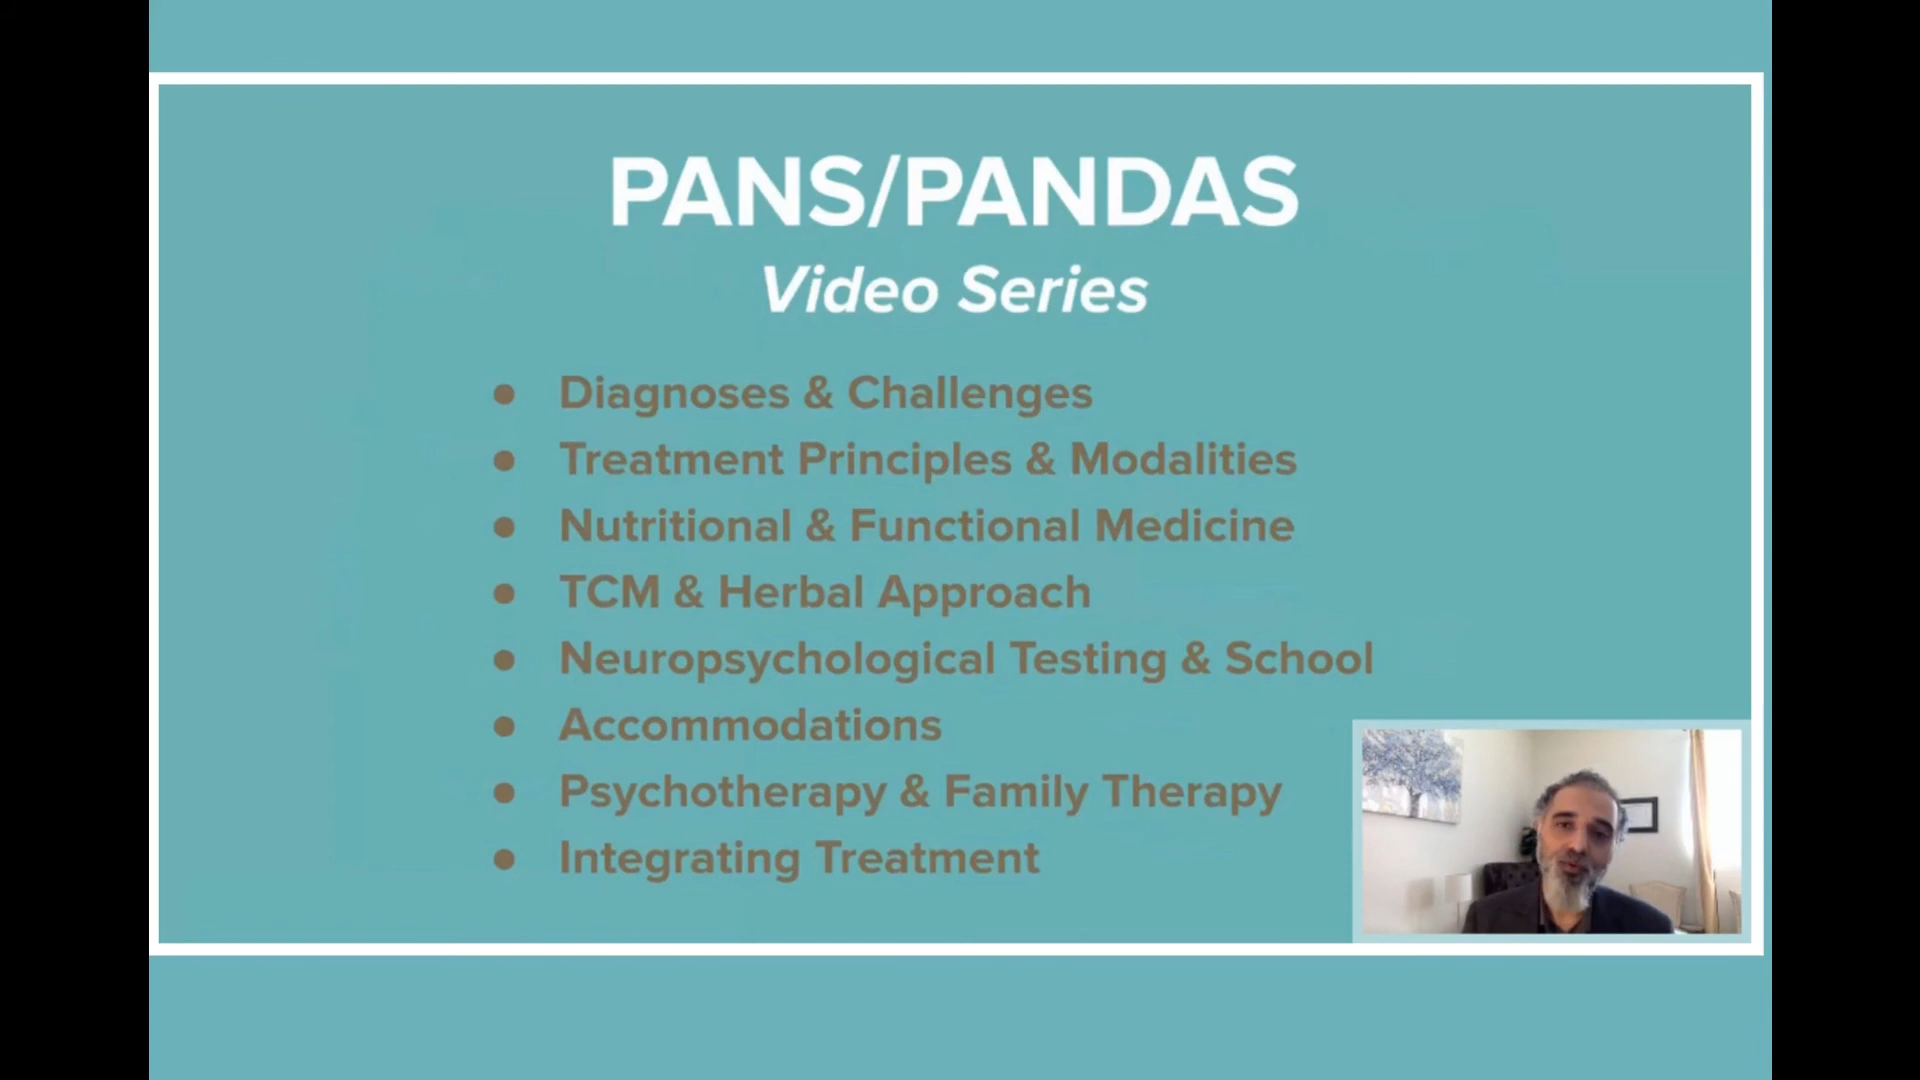 PANS/PANDAS
Video Series
● Diagnoses & Challenges
● Treatment Principles & Modalities
● Nutritional & Functional Medicine
● TCM & Herbal Approach
● Neuropsychological Testing & School
● Accommodations
● Psychotherapy & Family Therapy
● Integrating Treatment